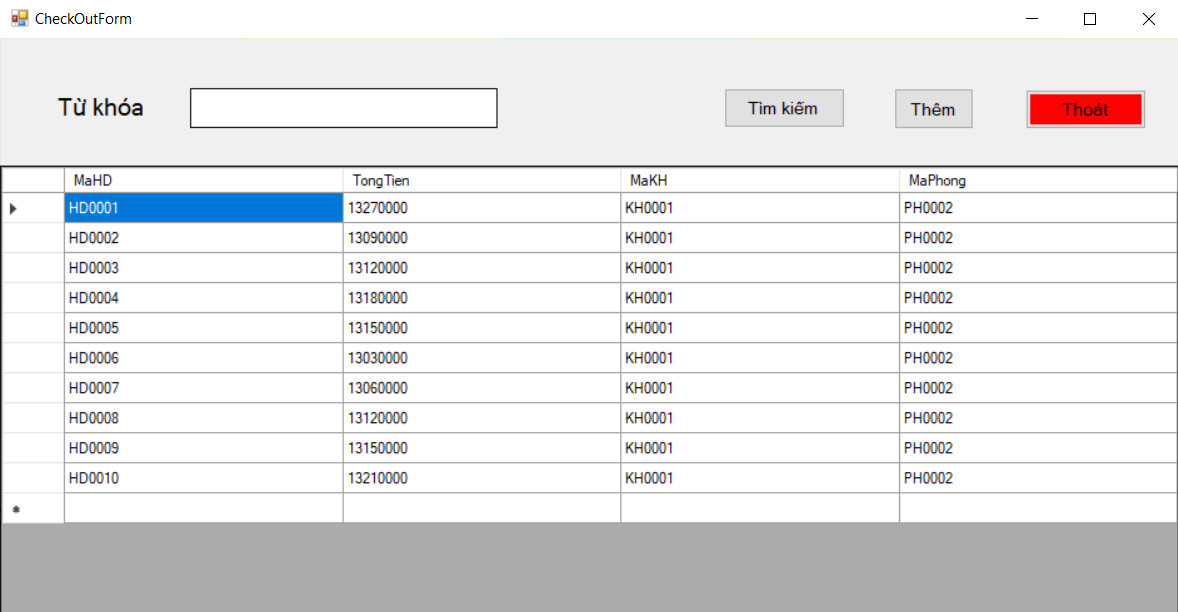 CheckOutForm
Từ khóa Tìm kiếm Thêm Thoát
MaHD TongTien MaKH MaPhong
HD0001 13270000 KH0001 PH0002
HD0002 13090000 KH0001 PH0002
HD0003 13120000 KH0001 PH0002
HD0004 13180000 KH0001 PH0002
HD0005 13150000 KH0001 PH0002
HD0006 13030000 KH0001 PH0002
HD0007 13060000 KH0001 PH0002
HD0008 13120000 KH0001 PH0002
HD0009 13150000 KH0001 PH0002
HD0010 13210000 KH0001 PH0002